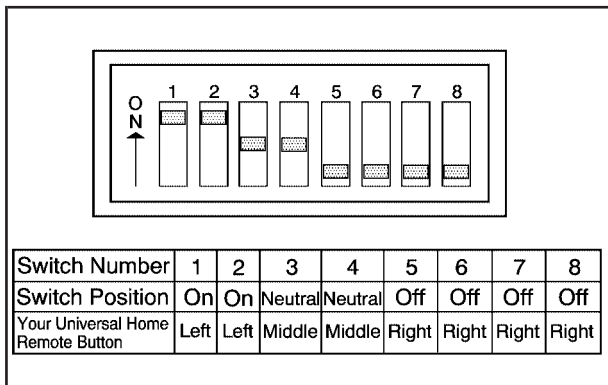 1 2 3 4 5 6 7 8
ON
Switch Number 1 2 3 4 5 6 7 8
Switch Position On On Neutral Neutral Off Off Off Off
Your Universal Home
Remote Button Left Left Middle Middle Right Right Right Right